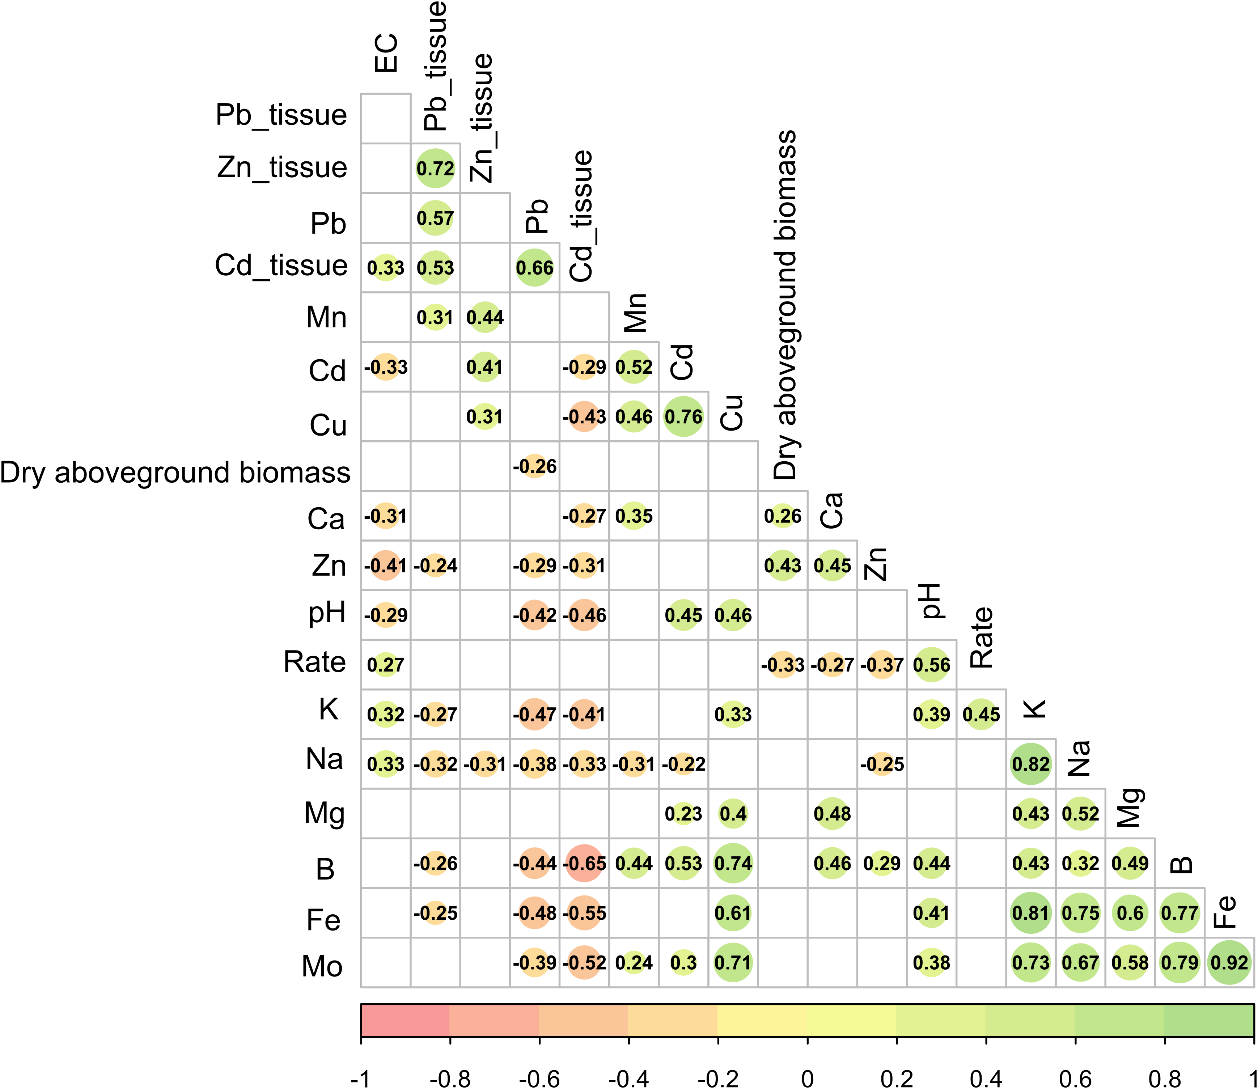 EC
Pb_tissue
Zn_tissue
Pb
Cd_tissue
Mn
Cd
Cu
Dry aboveground biomass
Ca
Zn
pH
Rate
K
Na
Mg
B
Fe
Pb_tissue
Zn_tissue 0.72
Pb 0.57
Cd_tissue 0.33 0.53 0.66
Mn 0.31 0.44
Cd -0.33 0.41 -0.29 0.52
Cu 0.31 -0.43 0.46 0.76
Dry aboveground biomass -0.26
Ca -0.31 -0.27 0.35 0.26
Zn -0.41 -0.24 -0.29 -0.31 0.43 0.45
pH -0.29 -0.42 -0.46 0.45 0.46
Rate 0.27 -0.33 -0.27 -0.37 0.56
K 0.32 -0.27 -0.47 -0.41 0.33 0.39 0.45
Na 0.33 -0.32 -0.31 -0.38 -0.33 -0.31 -0.22 -0.25 0.82
Mg 0.23 0.4 0.48 0.43 0.52
B -0.26 -0.44 -0.65 0.44 0.53 0.74 0.46 0.29 0.44 0.43 0.32 0.49
Fe -0.25 -0.48 -0.55 0.61 0.41 0.81 0.75 0.6 0.77
Mo -0.39 -0.52 0.24 0.3 0.71 0.38 0.73 0.67 0.58 0.79 0.92
-1 -0.8 -0.6 -0.4 -0.2 0 0.2 0.4 0.6 0.8 1